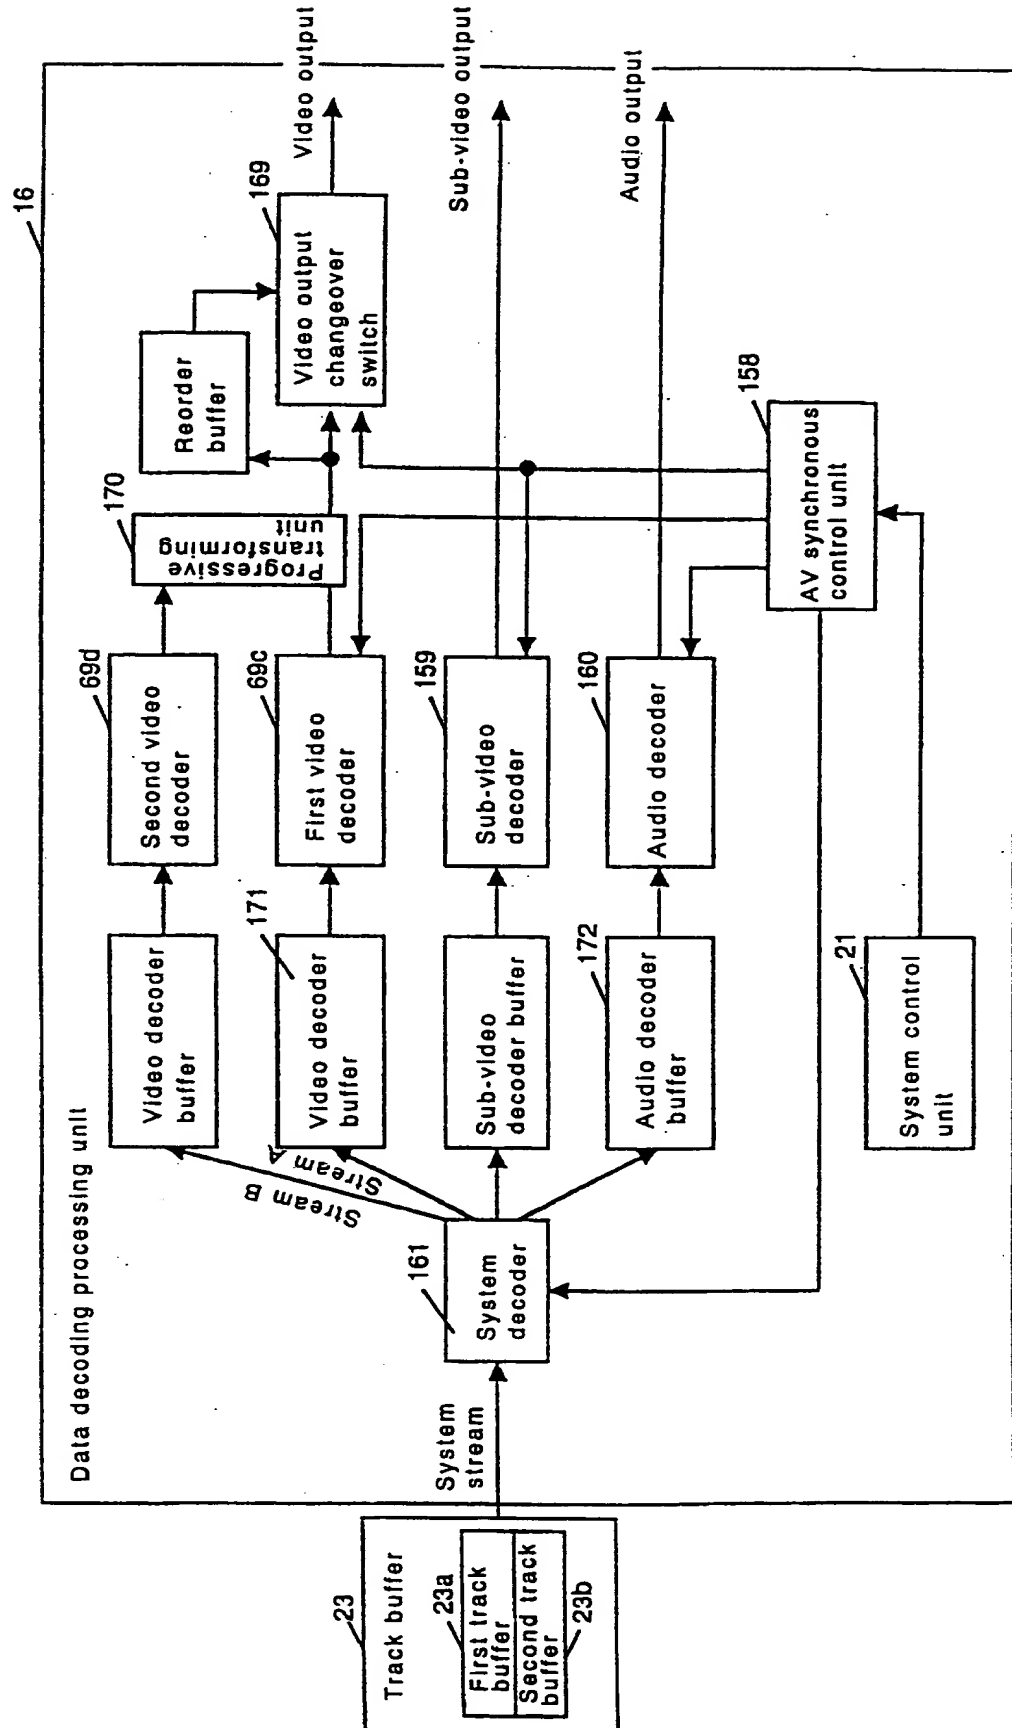 Data decoding processing unit
16
23
Track buffer
23a
First track
buffer
Second track
buffer
23b
System
stream
161
System
decoder
Stream B
Stream A
Video decoder
buffer
69d
Second video
decoder
170
Progressive
transforming
unit
Reorder
buffer
169
Video output
changeover
switch
Video output
171
Video decoder
buffer
69c
First video
decoder
Sub-video
decoder buffer
159
Sub-video
decoder
Sub-video output
172
Audio decoder
buffer
160
Audio decoder
Audio output
158
AV synchronous
control unit
21
System control
unit